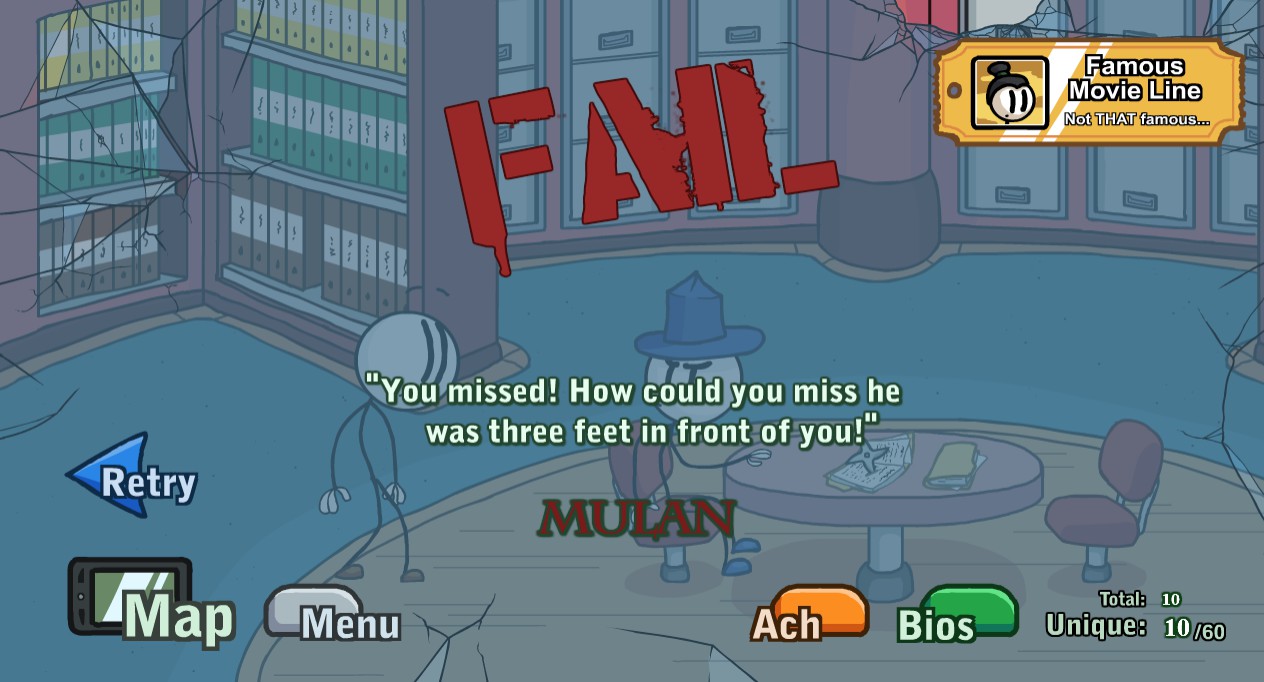 FAIL
Famous
Movie Line
Not THAT famous...
"You missed! How could you miss he
was three feet in front of you!"
MULAN
Retry
Map
Menu
Ach
Bios
Total: 10
Unique: 10/60